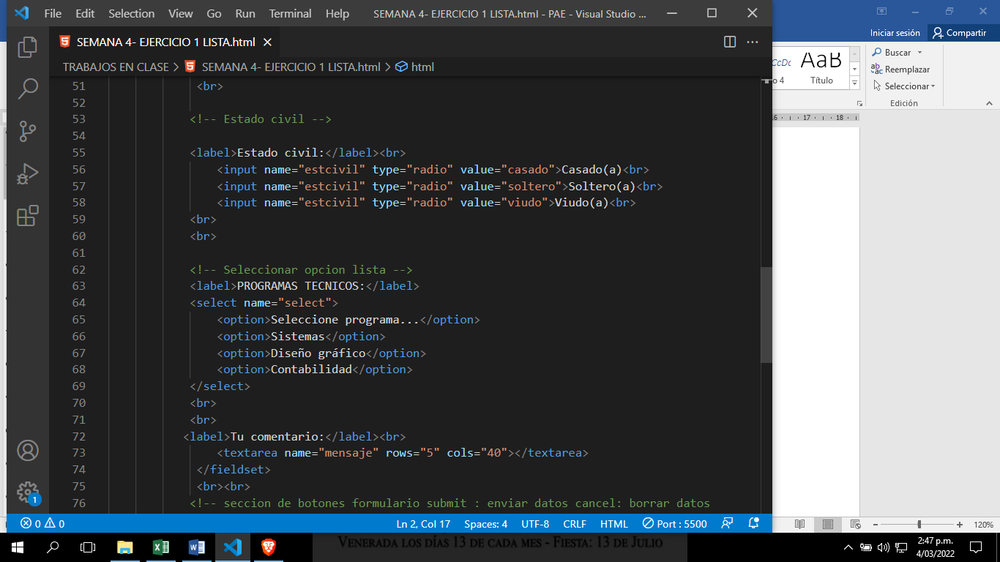 File Edit Selection View Go Run Terminal Help SEMANA 4- EJERCICIO 1 LISTA.html - PAE - Visual Studio ...
SEMANA 4- EJERCICIO 1 LISTA.html
TRABAJOS EN CLASE > SEMANA 4- EJERCICIO 1 LISTA.html > html
51 <br>
52
53 <!-- Estado civil -->
54
55 <label>Estado civil:</label><br>
56 <input name="estcivil" type="radio" value="casado">Casado(a)<br>
57 <input name="estcivil" type="radio" value="soltero">Soltero(a)<br>
58 <input name="estcivil" type="radio" value="viudo">Viudo(a)<br>
59 <br>
60 <br>
61
62 <!-- Seleccionar opcion lista -->
63 <label>PROGRAMAS TECNICOS:</label>
64 <select name="select">
65 <option>Seleccione programa...</option>
66 <option>Sistemas</option>
67 <option>Diseño gráfico</option>
68 <option>Contabilidad</option>
69 </select>
70 <br>
71 <br>
72 <label>Tu comentario:</label><br>
73 <textarea name="mensaje" rows="5" cols="40"></textarea>
74 </fieldset>
75 <br><br>
76 <!-- seccion de botones formulario submit : enviar datos cancel: borrar datos
1
0 0 Ln 2, Col 17 Spaces: 4 UTF-8 CRLF HTML Port : 5500
Iniciar sesión Compartir
AaB
o 4 Título
Buscar
Reemplazar
Seleccionar
Edición
17 18
120%
VENERADA LOS DÍAS 13 DE CADA MES - FIESTA: 13 DE JULIO
2:47 p.m.
4/03/2022